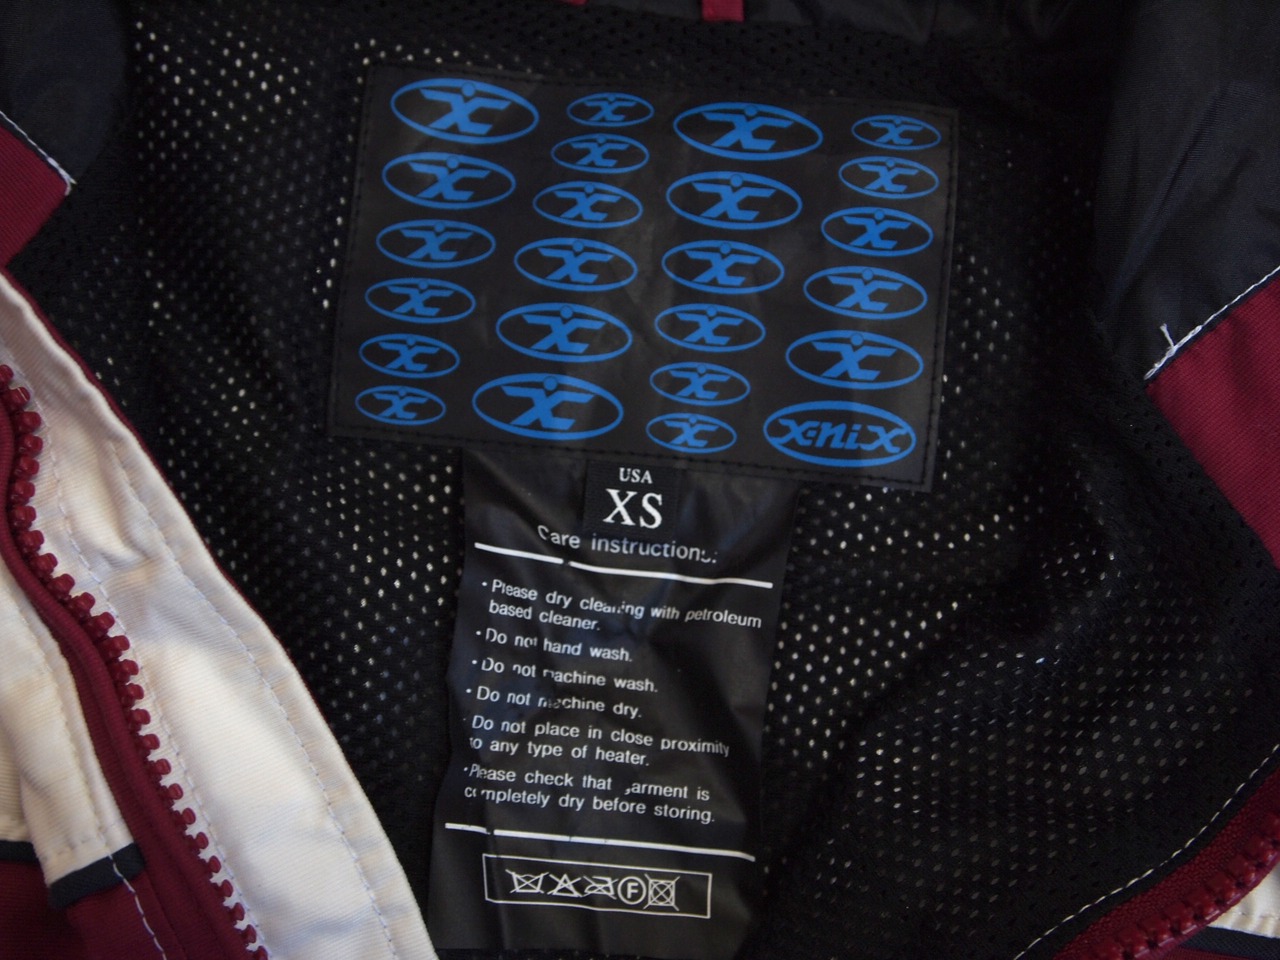 x-nix
USA
XS
Care instructions:
• Please dry cleaning with petroleum
based cleaner.
• Do not hand wash.
• Do not machine wash.
• Do not machine dry.
Do not place in close proximity
to any type of heater.
• Please check that garment is
completely dry before storing.
F